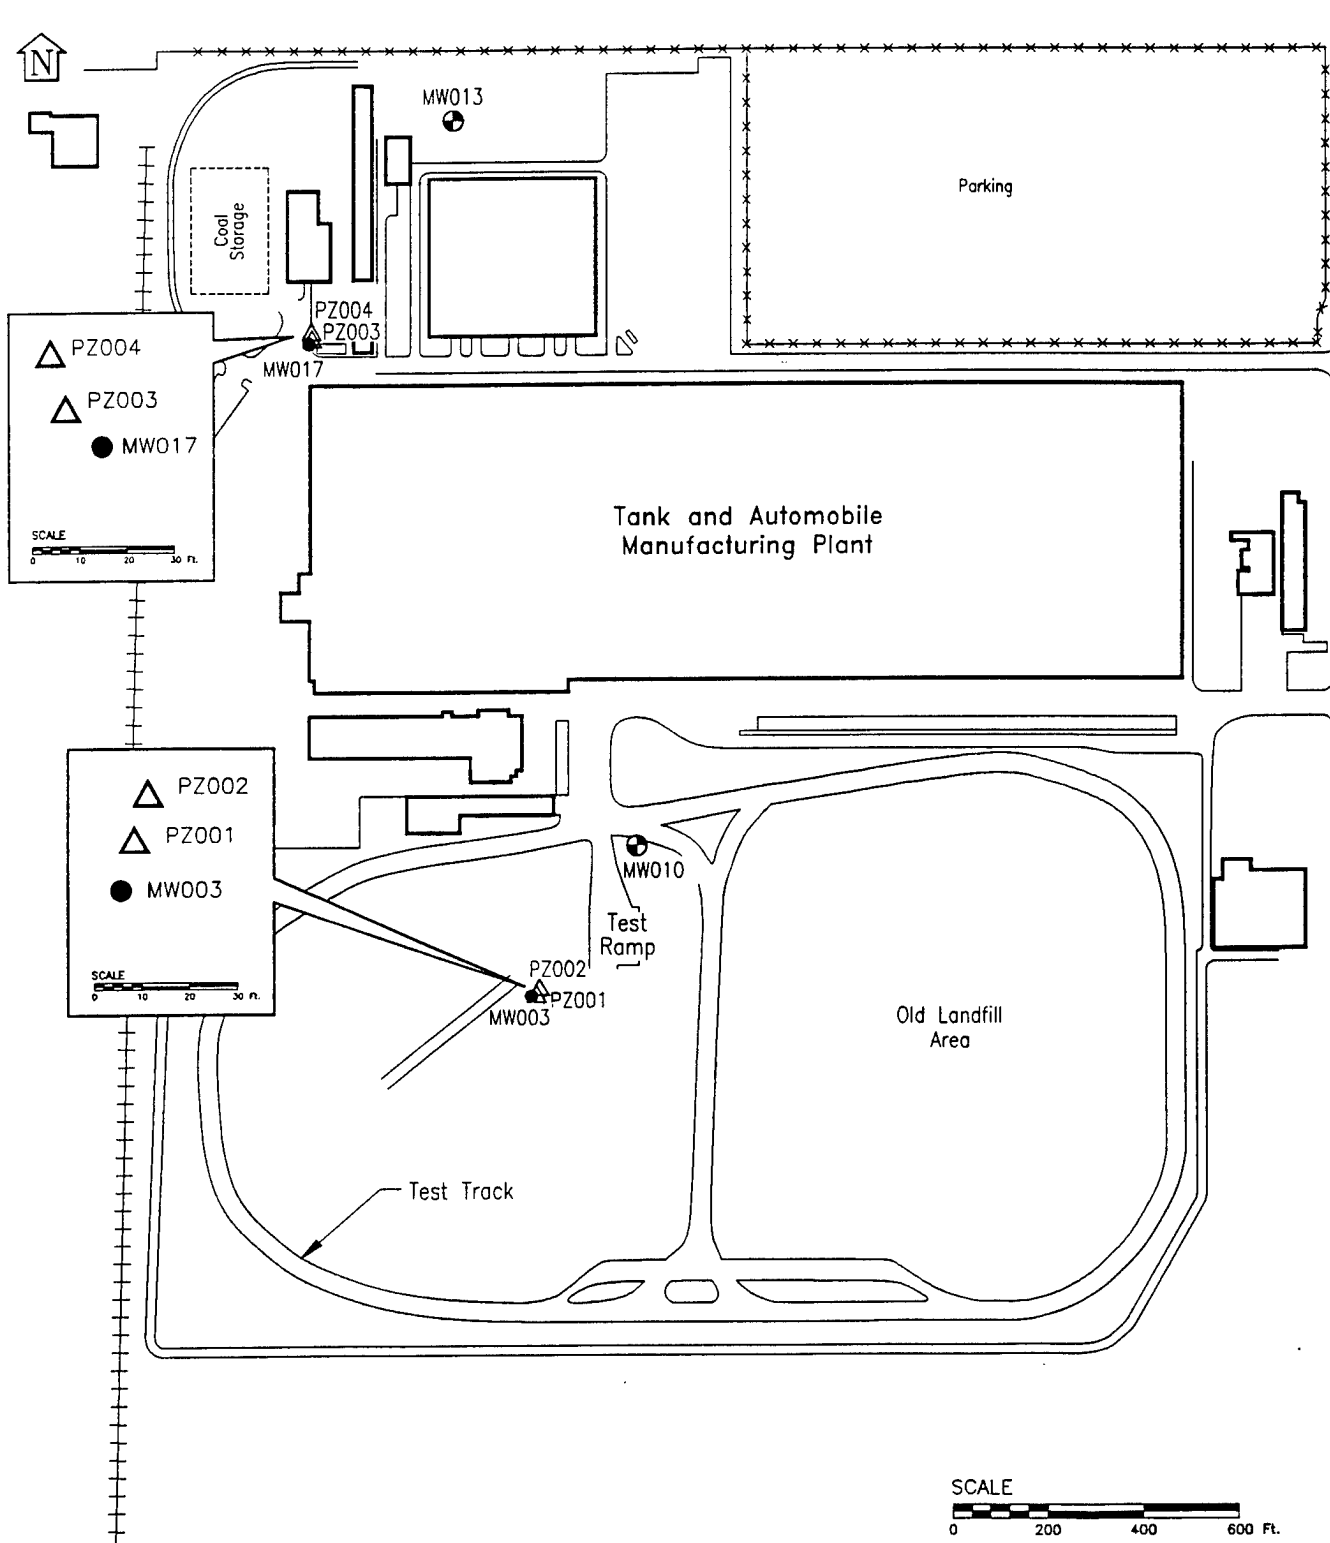 N
MW013
Parking
Coal
Storage
PZ004
PZ003
MW017
PZ004
PZ003
MW017
SCALE
0 10 20 30 Ft.
Tank and Automobile
Manufacturing Plant
PZ002
PZ001
MW003
SCALE
0 10 20 30 Ft.
MW010
Test
Ramp
PZ002
PZ001
MW003
Old Landfill
Area
Test Track
SCALE
0 200 400 600 Ft.